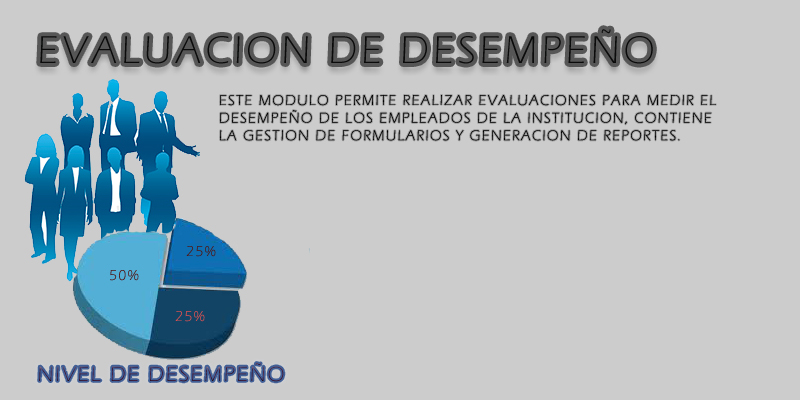 EVALUACION DE DESEMPEÑO
ESTE MODULO PERMITE REALIZAR EVALUACIONES PARA MEDIR EL
DESEMPEÑO DE LOS EMPLEADOS DE LA INSTITUCION, CONTIENE
LA GESTION DE FORMULARIOS Y GENERACION DE REPORTES.
25%
50%
25%
NIVEL DE DESEMPEÑO